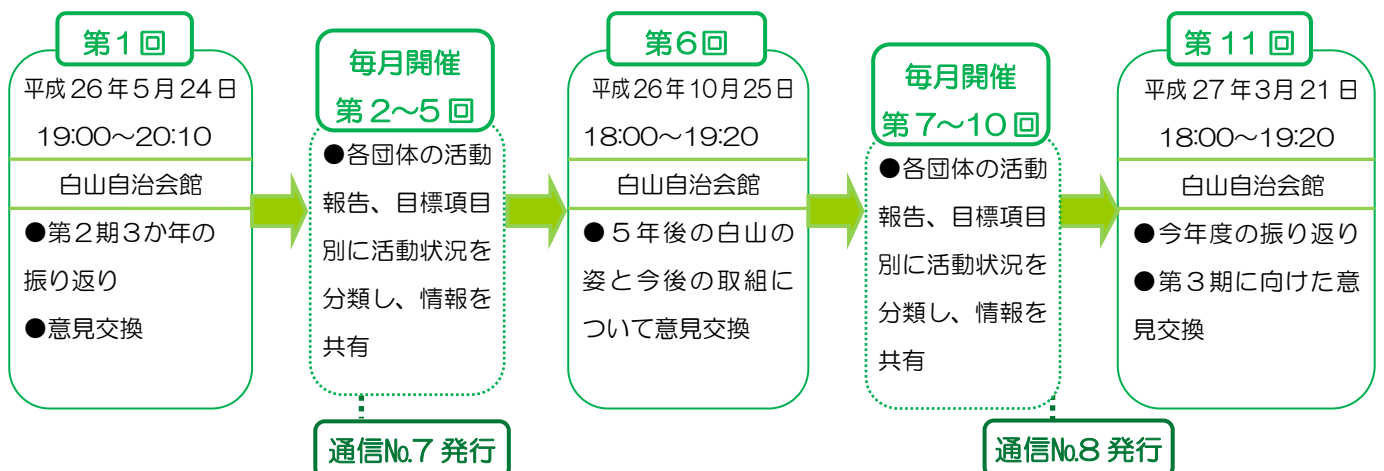 第1回
平成26年5月24日
19:00～20:10
白山自治会館
●第２期３か年の
振り返り
●意見交換
毎月開催
第2～5回
●各団体の活動
報告、目標項目
別に活動状況を
分類し、情報を
共有
通信№7発行
第6回
平成26年10月25日
18:00～19:20
白山自治会館
●５年後の白山の
姿と今後の取組に
ついて意見交換
毎月開催
第7～10回
●各団体の活動
報告、目標項目
別に活動状況を
分類し、情報を
共有
通信№8発行
第11回
平成27年3月21日
18:00～19:20
白山自治会館
●今年度の振り返り
●第３期に向けた意
見交換